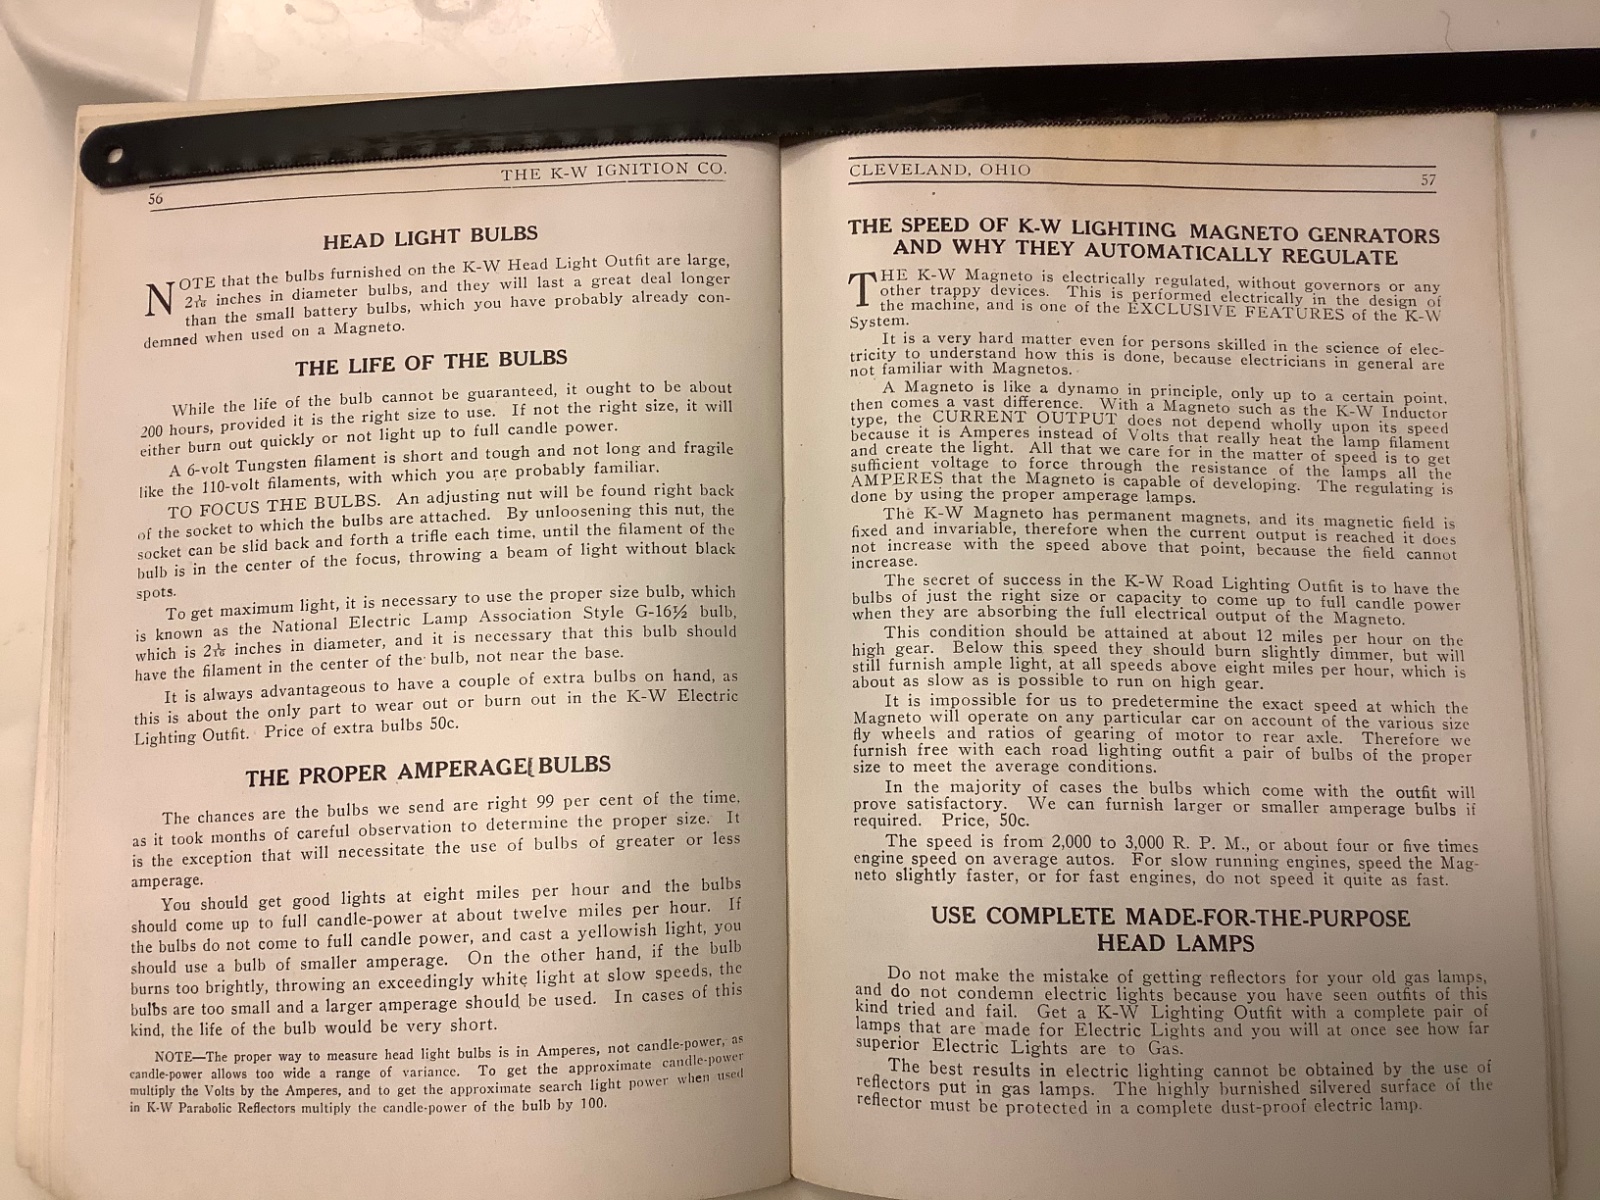 THE K-W IGNITION CO.
56
HEAD LIGHT BULBS
NOTE that the bulbs furnished on the K-W Head Light Outfit are large,
2 1/16 inches in diameter bulbs, and they will last a great deal longer
than the small battery bulbs, which you have probably already con-
demned when used on a Magneto.
THE LIFE OF THE BULBS
While the life of the bulb cannot be guaranteed, it ought to be about
200 hours, provided it is the right size to use. If not the right size, it will
either burn out quickly or not light up to full candle power.
A 6-volt Tungsten filament is short and tough and not long and fragile
like the 110-volt filaments, with which you are probably familiar.
TO FOCUS THE BULBS. An adjusting nut will be found right back
of the socket to which the bulbs are attached. By unloosening this nut, the
socket can be slid back and forth a trifle each time, until the filament of the
bulb is in the center of the focus, throwing a beam of light without black
spots.
To get maximum light, it is necessary to use the proper size bulb, which
is known as the National Electric Lamp Association Style G-16½ bulb,
which is 2 1/16 inches in diameter, and it is necessary that this bulb should
have the filament in the center of the bulb, not near the base.
It is always advantageous to have a couple of extra bulbs on hand, as
this is about the only part to wear out or burn out in the K-W Electric
Lighting Outfit. Price of extra bulbs 50c.
THE PROPER AMPERAGE BULBS
The chances are the bulbs we send are right 99 per cent of the time,
as it took months of careful observation to determine the proper size. It
is the exception that will necessitate the use of bulbs of greater or less
amperage.
You should get good lights at eight miles per hour and the bulbs
should come up to full candle-power at about twelve miles per hour. If
the bulbs do not come to full candle power, and cast a yellowish light, you
should use a bulb of smaller amperage. On the other hand, if the bulb
burns too brightly, throwing an exceedingly white light at slow speeds, the
bulbs are too small and a larger amperage should be used. In cases of this
kind, the life of the bulb would be very short.
NOTE—The proper way to measure head light bulbs is in Amperes, not candle-power, as
candle-power allows too wide a range of variance. To get the approximate candle-power
multiply the Volts by the Amperes, and to get the approximate search light power when used
in K-W Parabolic Reflectors multiply the candle-power of the bulb by 100.
CLEVELAND, OHIO
57
THE SPEED OF K-W LIGHTING MAGNETO GENRATORS
AND WHY THEY AUTOMATICALLY REGULATE
THE K-W Magneto is electrically regulated, without governors or any
other trappy devices. This is performed electrically in the design of
the machine, and is one of the EXCLUSIVE FEATURES of the K-W
System.
It is a very hard matter even for persons skilled in the science of elec-
tricity to understand how this is done, because electricians in general are
not familiar with Magnetos.
A Magneto is like a dynamo in principle, only up to a certain point,
then comes a vast difference. With a Magneto such as the K-W Inductor
type, the CURRENT OUTPUT does not depend wholly upon its speed
because it is Amperes instead of Volts that really heat the lamp filament
and create the light. All that we care for in the matter of speed is to get
sufficient voltage to force through the resistance of the lamps all the
AMPERES that the Magneto is capable of developing. The regulating is
done by using the proper amperage lamps.
The K-W Magneto has permanent magnets, and its magnetic field is
fixed and invariable, therefore when the current output is reached it does
not increase with the speed above that point, because the field cannot
increase.
The secret of success in the K-W Road Lighting Outfit is to have the
bulbs of just the right size or capacity to come up to full candle power
when they are absorbing the full electrical output of the Magneto.
This condition should be attained at about 12 miles per hour on the
high gear. Below this speed they should burn slightly dimmer, but will
still furnish ample light, at all speeds above eight miles per hour, which is
about as slow as is possible to run on high gear.
It is impossible for us to predetermine the exact speed at which the
Magneto will operate on any particular car on account of the various size
fly wheels and ratios of gearing of motor to rear axle. Therefore we
furnish free with each road lighting outfit a pair of bulbs of the proper
size to meet the average conditions.
In the majority of cases the bulbs which come with the outfit will
prove satisfactory. We can furnish larger or smaller amperage bulbs if
required. Price, 50c.
The speed is from 2,000 to 3,000 R. P. M., or about four or five times
engine speed on average autos. For slow running engines, speed the Mag-
neto slightly faster, or for fast engines, do not speed it quite as fast.
USE COMPLETE MADE-FOR-THE-PURPOSE
HEAD LAMPS
Do not make the mistake of getting reflectors for your old gas lamps,
and do not condemn electric lights because you have seen outfits of this
kind tried and fail. Get a K-W Lighting Outfit with a complete pair of
lamps that are made for Electric Lights and you will at once see how far
superior Electric Lights are to Gas.
The best results in electric lighting cannot be obtained by the use of
reflectors put in gas lamps. The highly burnished silvered surface of the
reflector must be protected in a complete dust-proof electric lamp.